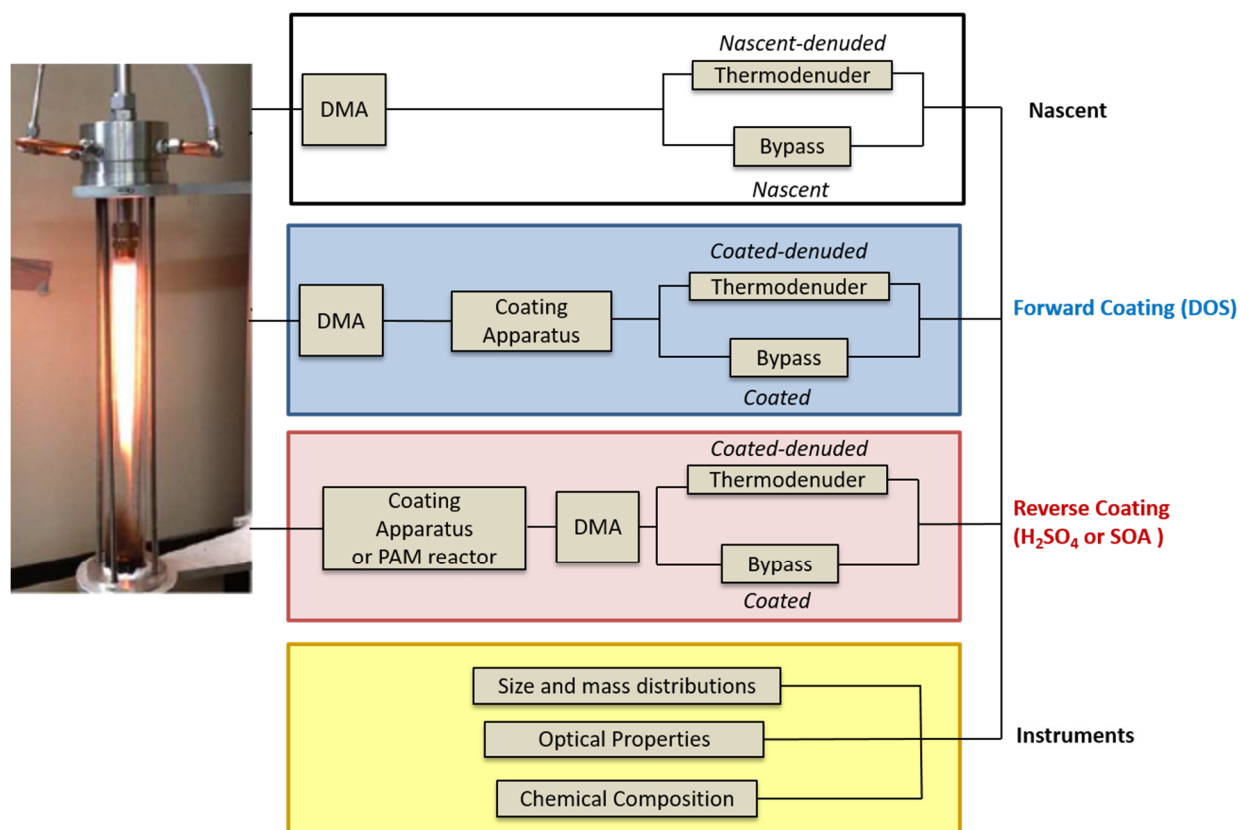 Nascent-denuded
Thermodenuder
DMA
Bypass
Nascent
Nascent
Coated-denuded
Thermodenuder
DMA
Coating
Apparatus
Bypass
Coated
Forward Coating (DOS)
Coated-denuded
Thermodenuder
Coating
Apparatus
or PAM reactor
DMA
Bypass
Coated
Reverse Coating
(H₂SO₄ or SOA )
Size and mass distributions
Optical Properties
Chemical Composition
Instruments